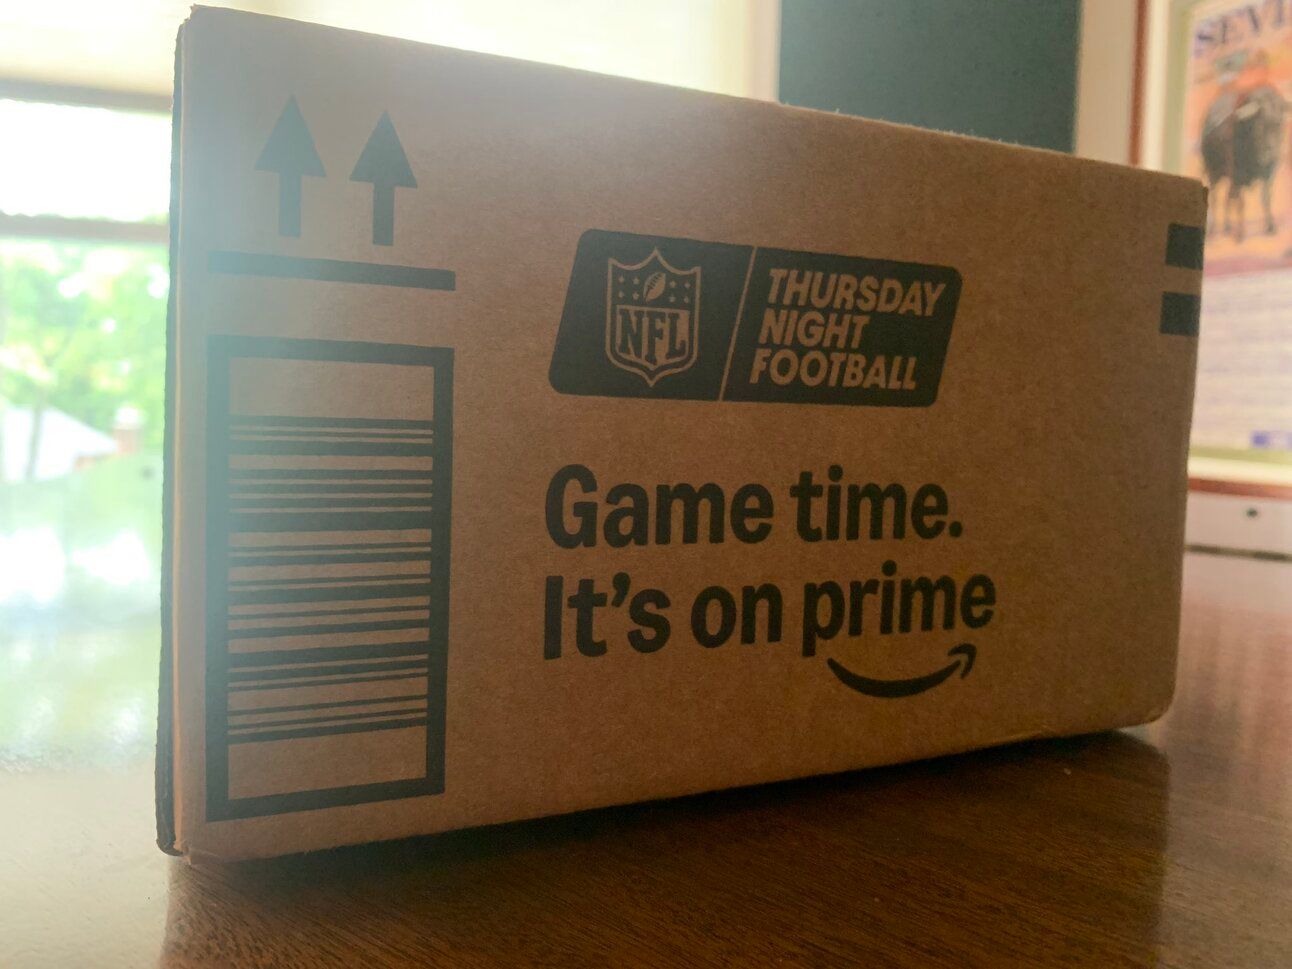 NFL
THURSDAY
NIGHT
FOOTBALL
Game time.
It's on prime